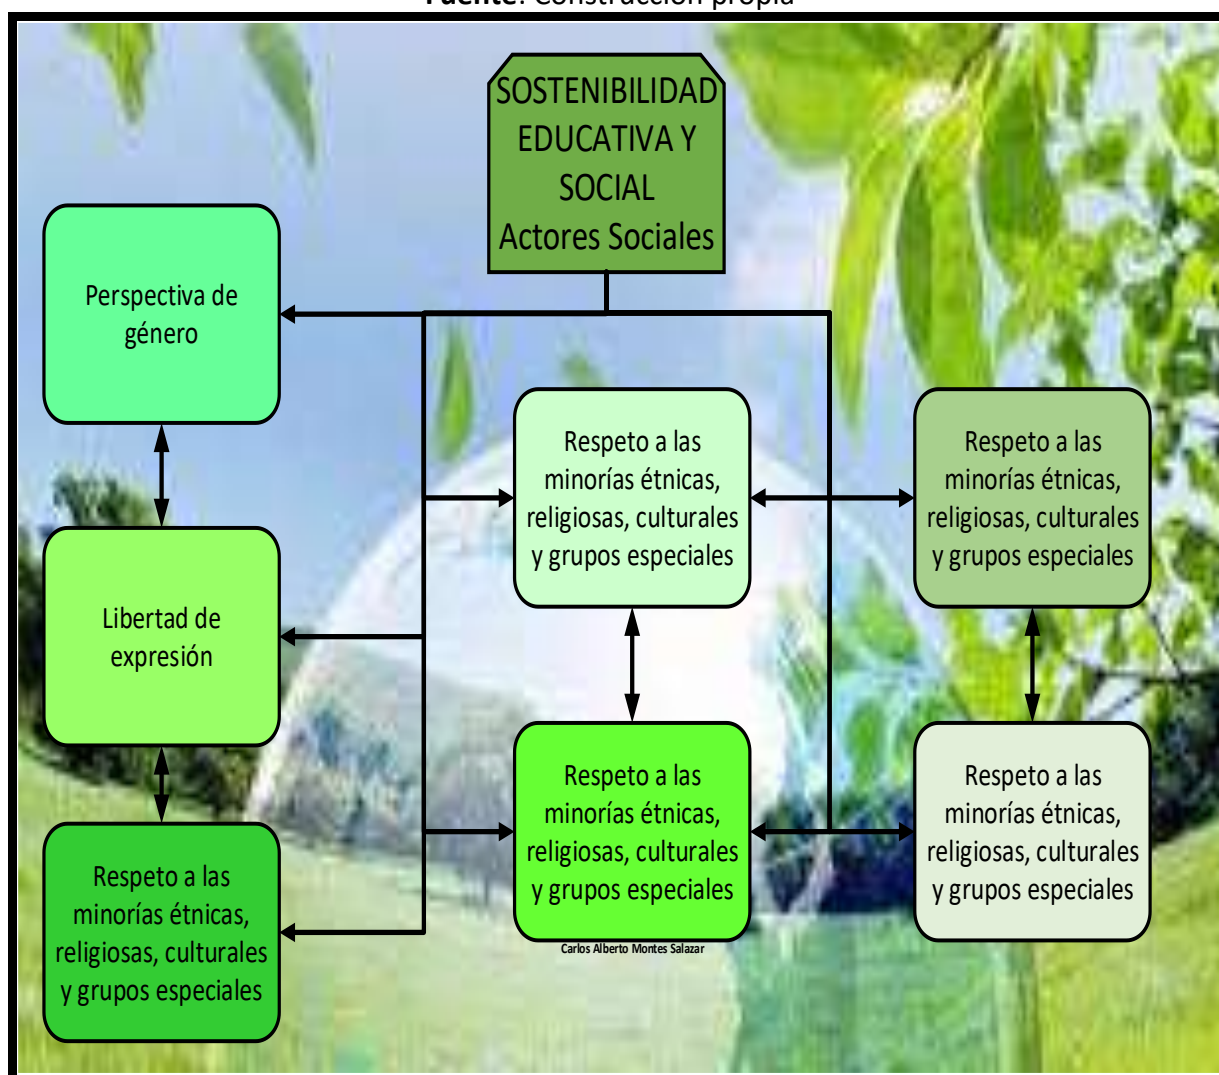 Fuente: Construcción propia
SOSTENIBILIDAD
EDUCATIVA Y
SOCIAL
Actores Sociales
Perspectiva de
género
Libertad de
expresión
Respeto a las
minorías étnicas,
religiosas, culturales
y grupos especiales
Respeto a las
minorías étnicas,
religiosas, culturales
y grupos especiales
Respeto a las
minorías étnicas,
religiosas, culturales
y grupos especiales
Respeto a las
minorías étnicas,
religiosas, culturales
y grupos especiales
Respeto a las
minorías étnicas,
religiosas, culturales
y grupos especiales
Carlos Alberto Montes Salazar